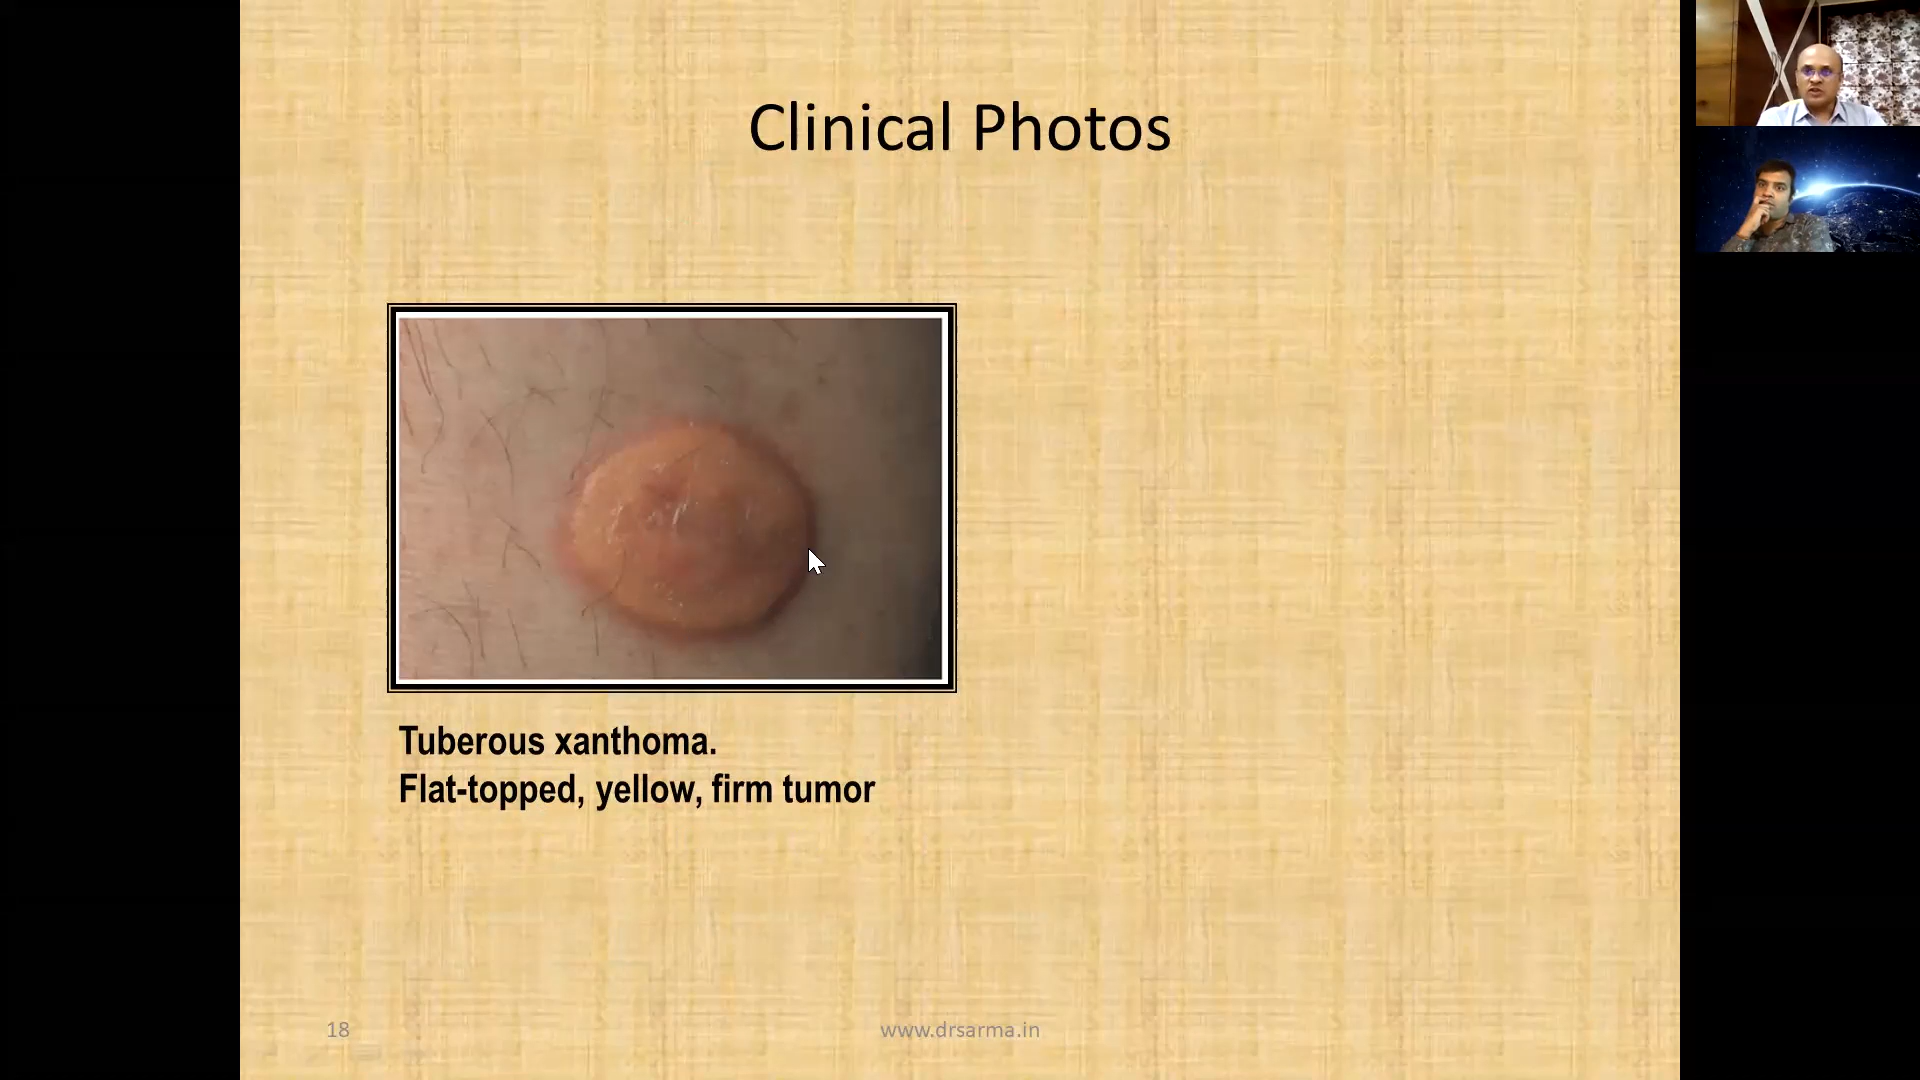 Clinical Photos
Tuberous xanthoma.
Flat-topped, yellow, firm tumor
18
www.drsarma.in